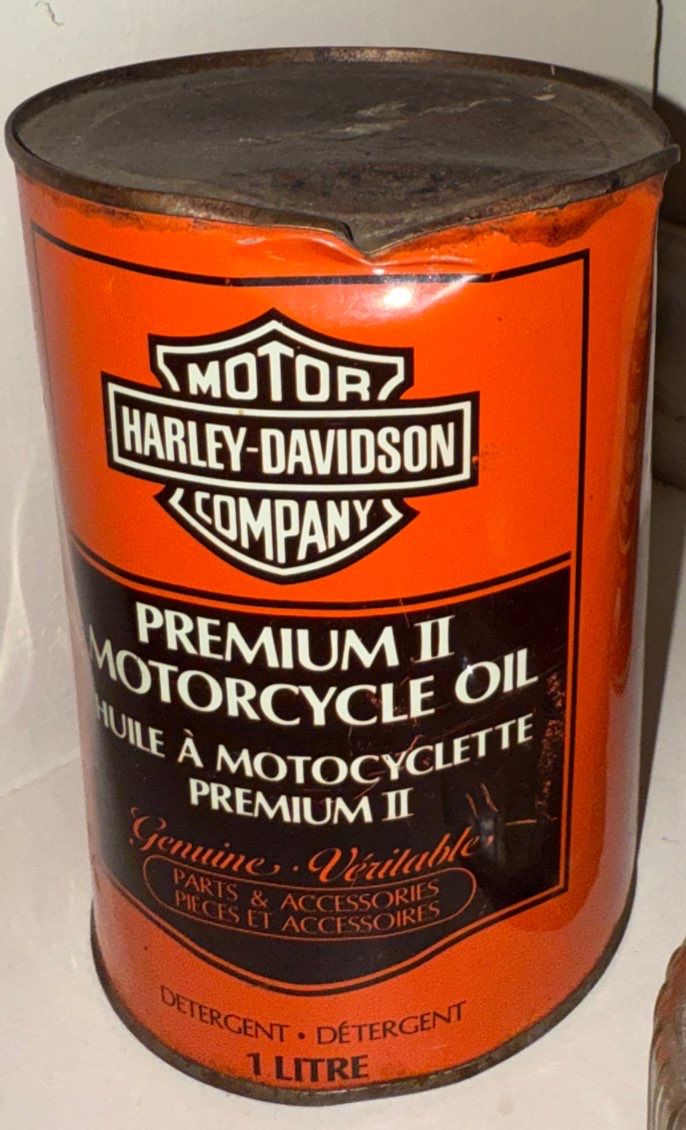 MOTOR
HARLEY-DAVIDSON
COMPANY
PREMIUM II
MOTORCYCLE OIL
HUILE À MOTOCYCLETTE
PREMIUM II
Genuine · Véritable
PARTS & ACCESSORIES
PIECES ET ACCESSOIRES
DETERGENT • DÉTERGENT
1 LITRE